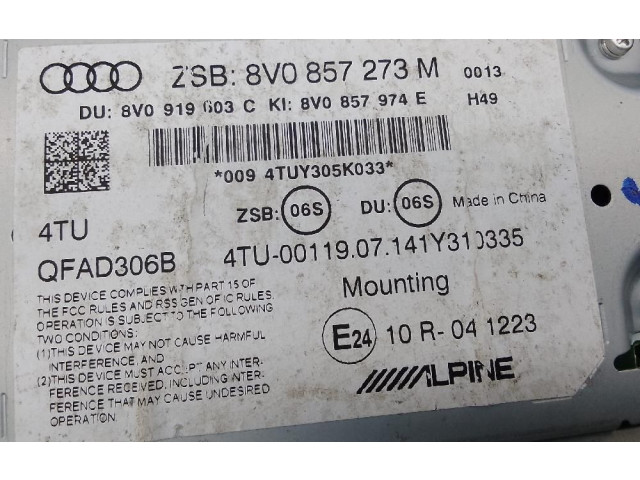 ZSB: 8V0 857 273 M 0013
DU: 8V0 919 603 C KI: 8V0 857 974 E H49
*009 4TUY305K033*
ZSB: 06S DU: 06S Made in China
4TU
QFAD306B
4TU-00119.07.141Y310335
THIS DEVICE COMPLIES WITH PART 15 OF
THE FCC RULES AND RSS GEN OF IC RULES.
OPERATION IS SUBJECT TO THE FOLLOWING
TWO CONDITIONS:
(1) THIS DEVICE MAY NOT CAUSE HARMFUL
INTERFERENCE, AND
(2) THIS DEVICE MUST ACCEPT ANY INTER-
FERENCE RECEIVED, INCLUDING INTER-
FERENCE THAT MAY CAUSE UNDESIRED
OPERATION.
Mounting
E24 10 R-04 1223
ALPINE